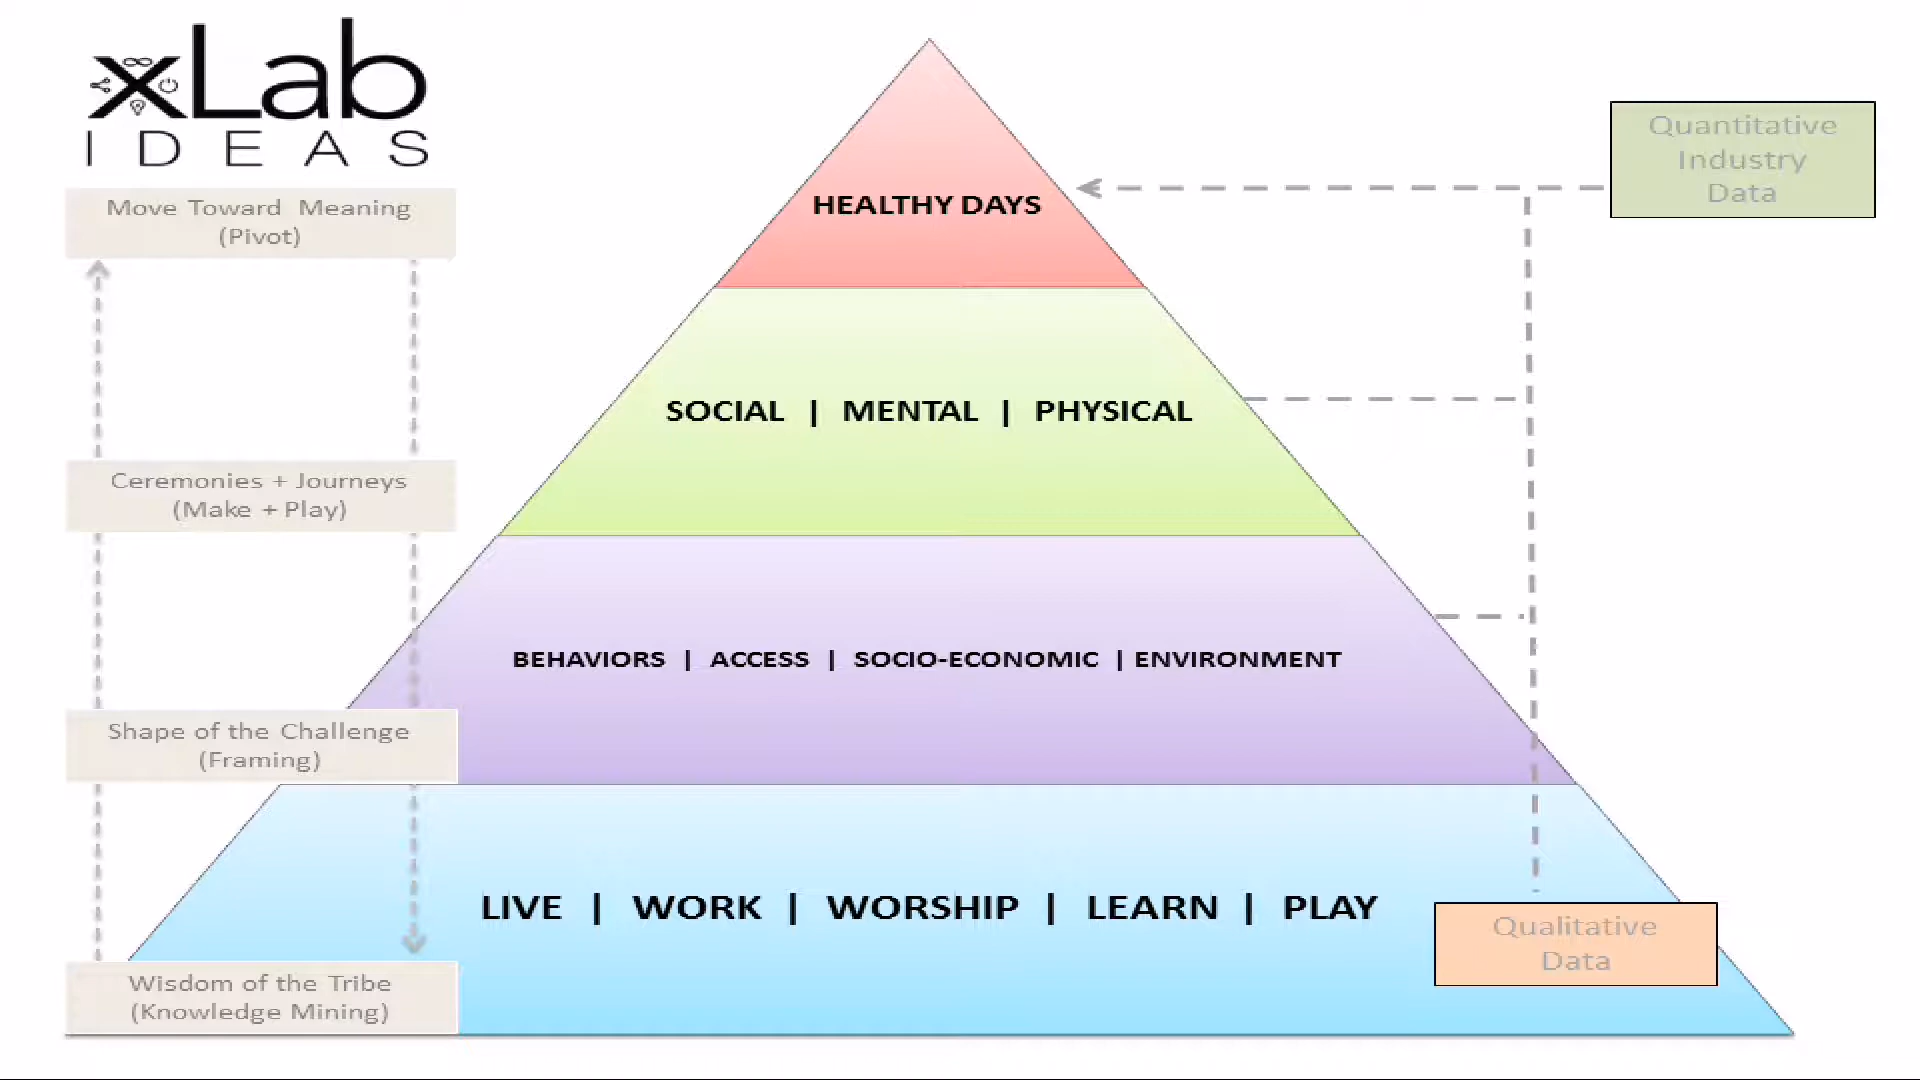 xLab
IDEAS
Move Toward Meaning
(Pivot)
Ceremonies + Journeys
(Make + Play)
Shape of the Challenge
(Framing)
Wisdom of the Tribe
(Knowledge Mining)
HEALTHY DAYS
SOCIAL | MENTAL | PHYSICAL
BEHAVIORS | ACCESS | SOCIO-ECONOMIC | ENVIRONMENT
LIVE | WORK | WORSHIP | LEARN | PLAY
Quantitative
Industry
Data
Qualitative
Data